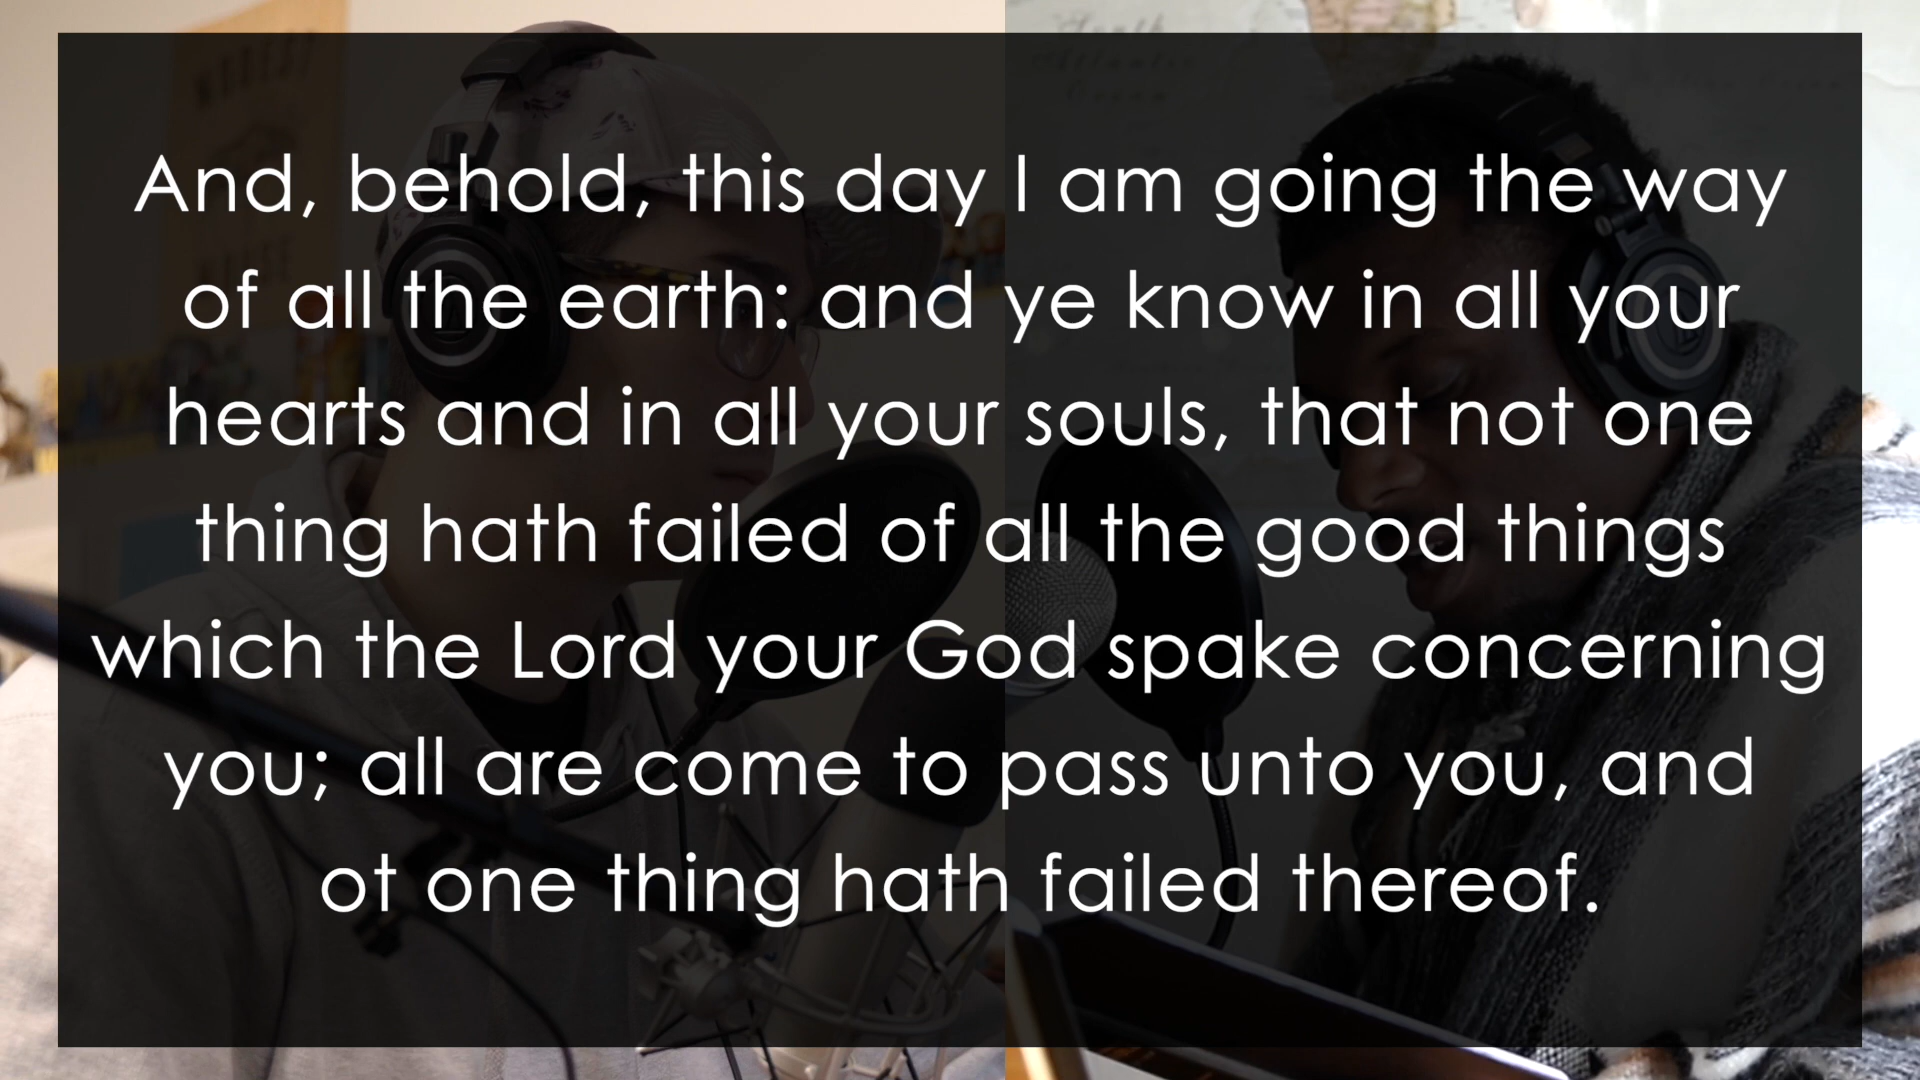 And, behold, this day I am going the way
of all the earth: and ye know in all your
hearts and in all your souls, that not one
thing hath failed of all the good things
which the Lord your God spake concerning
you; all are come to pass unto you, and
ot one thing hath failed thereof.